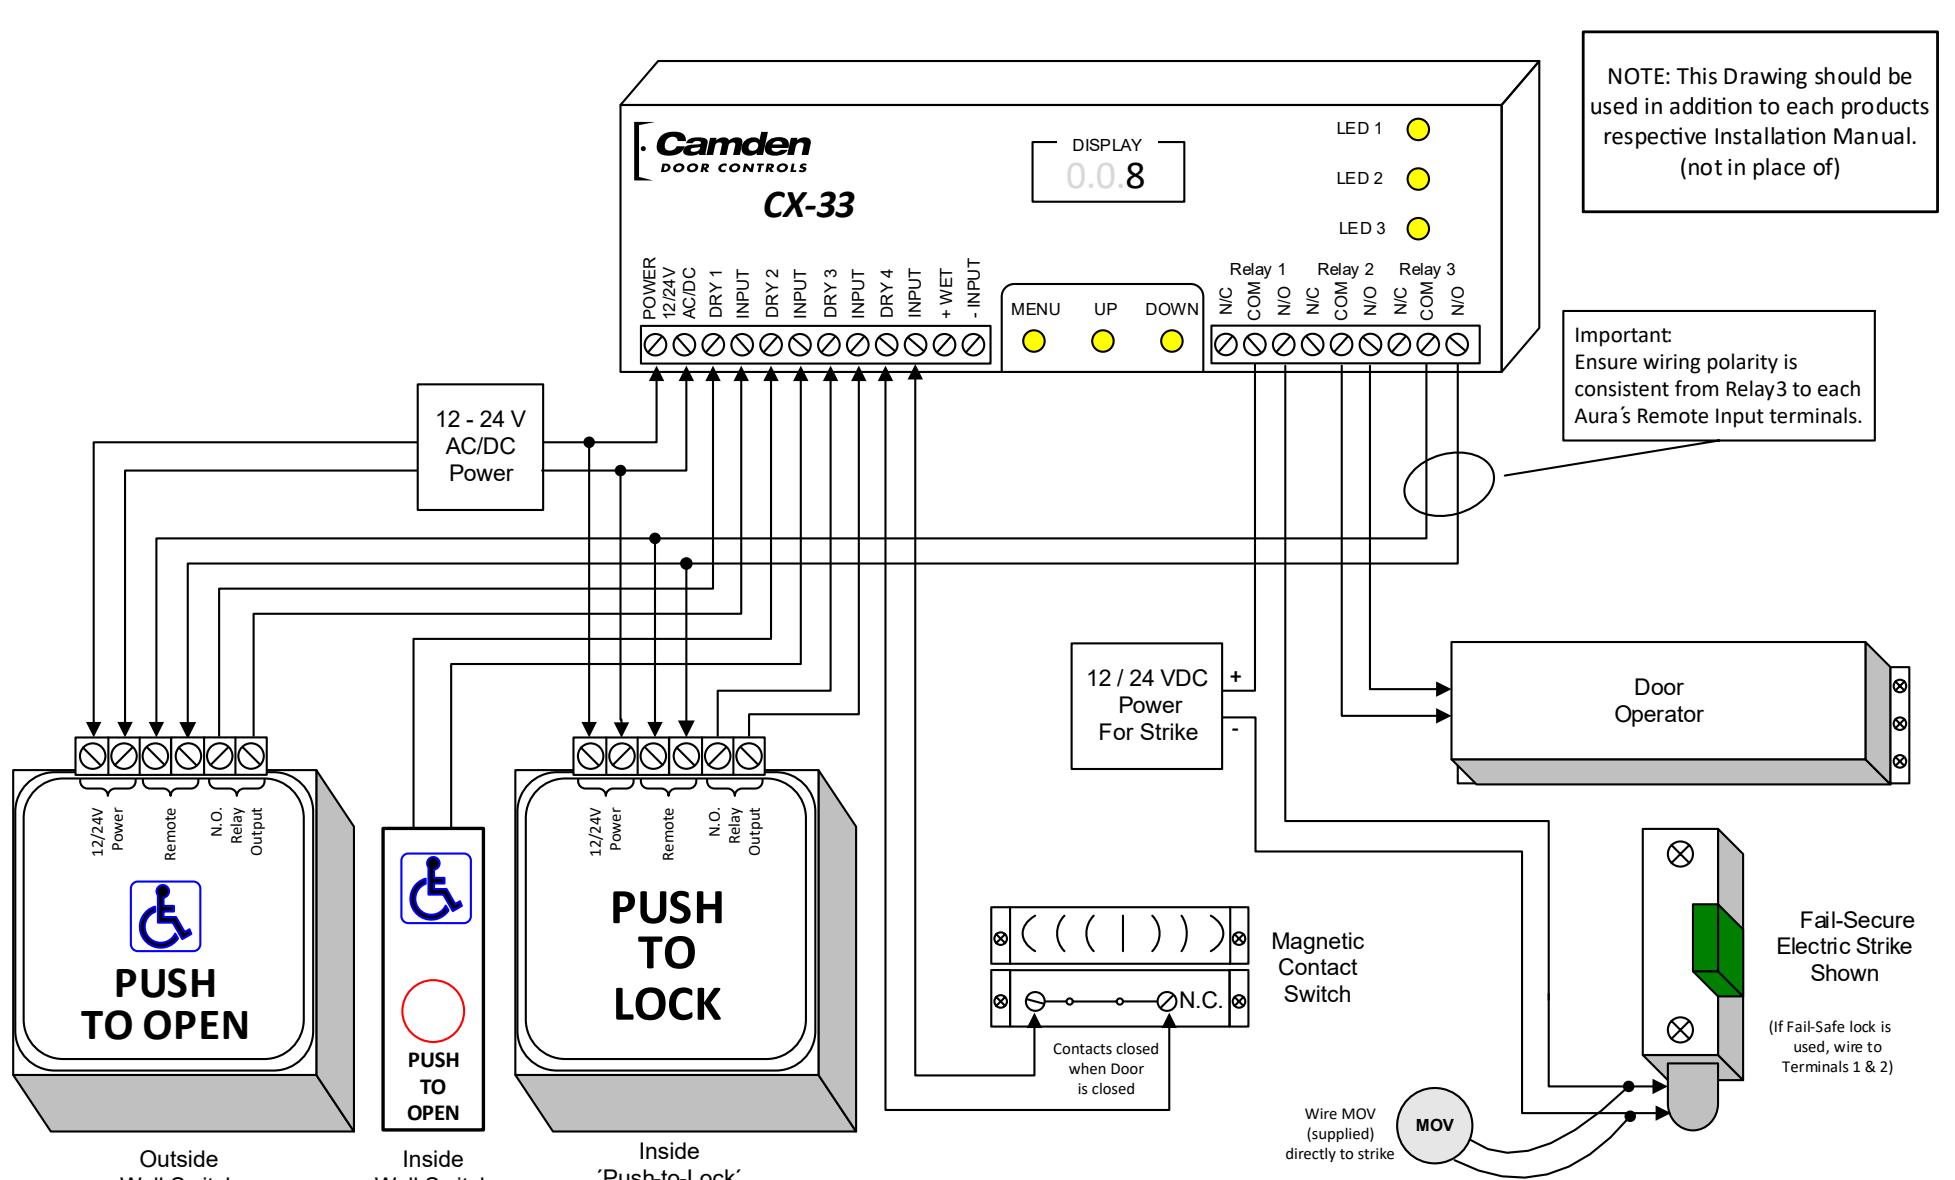 NOTE: This Drawing should be
used in addition to each products
respective Installation Manual.
(not in place of)
Camden
DOOR CONTROLS
CX-33
DISPLAY
0.0.8
LED 1
LED 2
LED 3
POWER
12/24V
AC/DC
DRY 1
INPUT
DRY 2
INPUT
DRY 3
INPUT
DRY 4
INPUT
+ WET
- INPUT
MENU
UP
DOWN
Relay 1
Relay 2
Relay 3
N/C
COM
N/O
N/C
COM
N/O
N/C
COM
N/O
Important:
Ensure wiring polarity is
consistent from Relay3 to each
Aura´s Remote Input terminals.
12 - 24 V
AC/DC
Power
12 / 24 VDC
Power
For Strike
+
-
Door
Operator
12/24V
Power
Remote
N.O.
Relay
Output
PUSH
TO OPEN
PUSH
TO
OPEN
12/24V
Power
Remote
N.O.
Relay
Output
PUSH
TO
LOCK
Magnetic
Contact
Switch
N.C.
Contacts closed
when Door
is closed
Fail-Secure
Electric Strike
Shown
(If Fail-Safe lock is
used, wire to
Terminals 1 & 2)
Wire MOV
(supplied)
directly to strike
MOV
Outside
Inside
Inside
´Push-to-Lock´